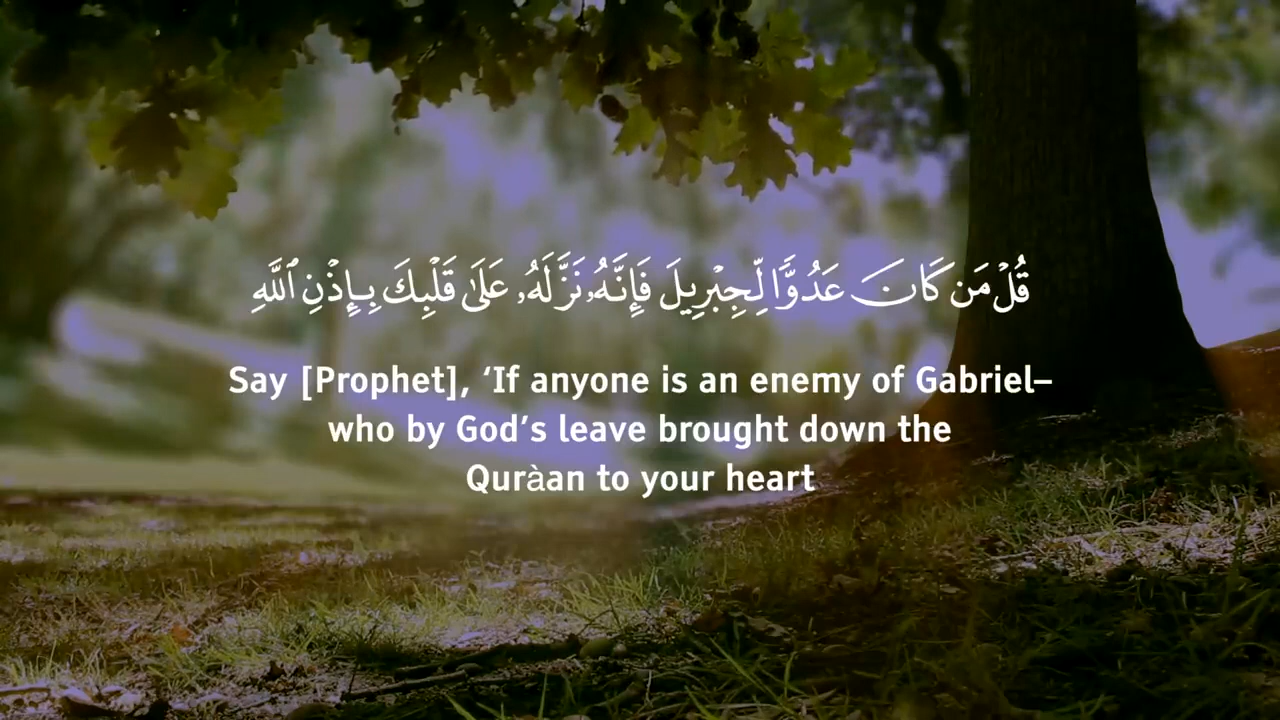 قُلْ مَن كَانَ عَدُوًّا لِّجِبْرِيلَ فَإِنَّهُۥ نَزَّلَهُۥ عَلَىٰ قَلْبِكَ بِإِذْنِ ٱللَّهِ
Say [Prophet], ‘If anyone is an enemy of Gabriel–
who by God’s leave brought down the
Quràan to your heart